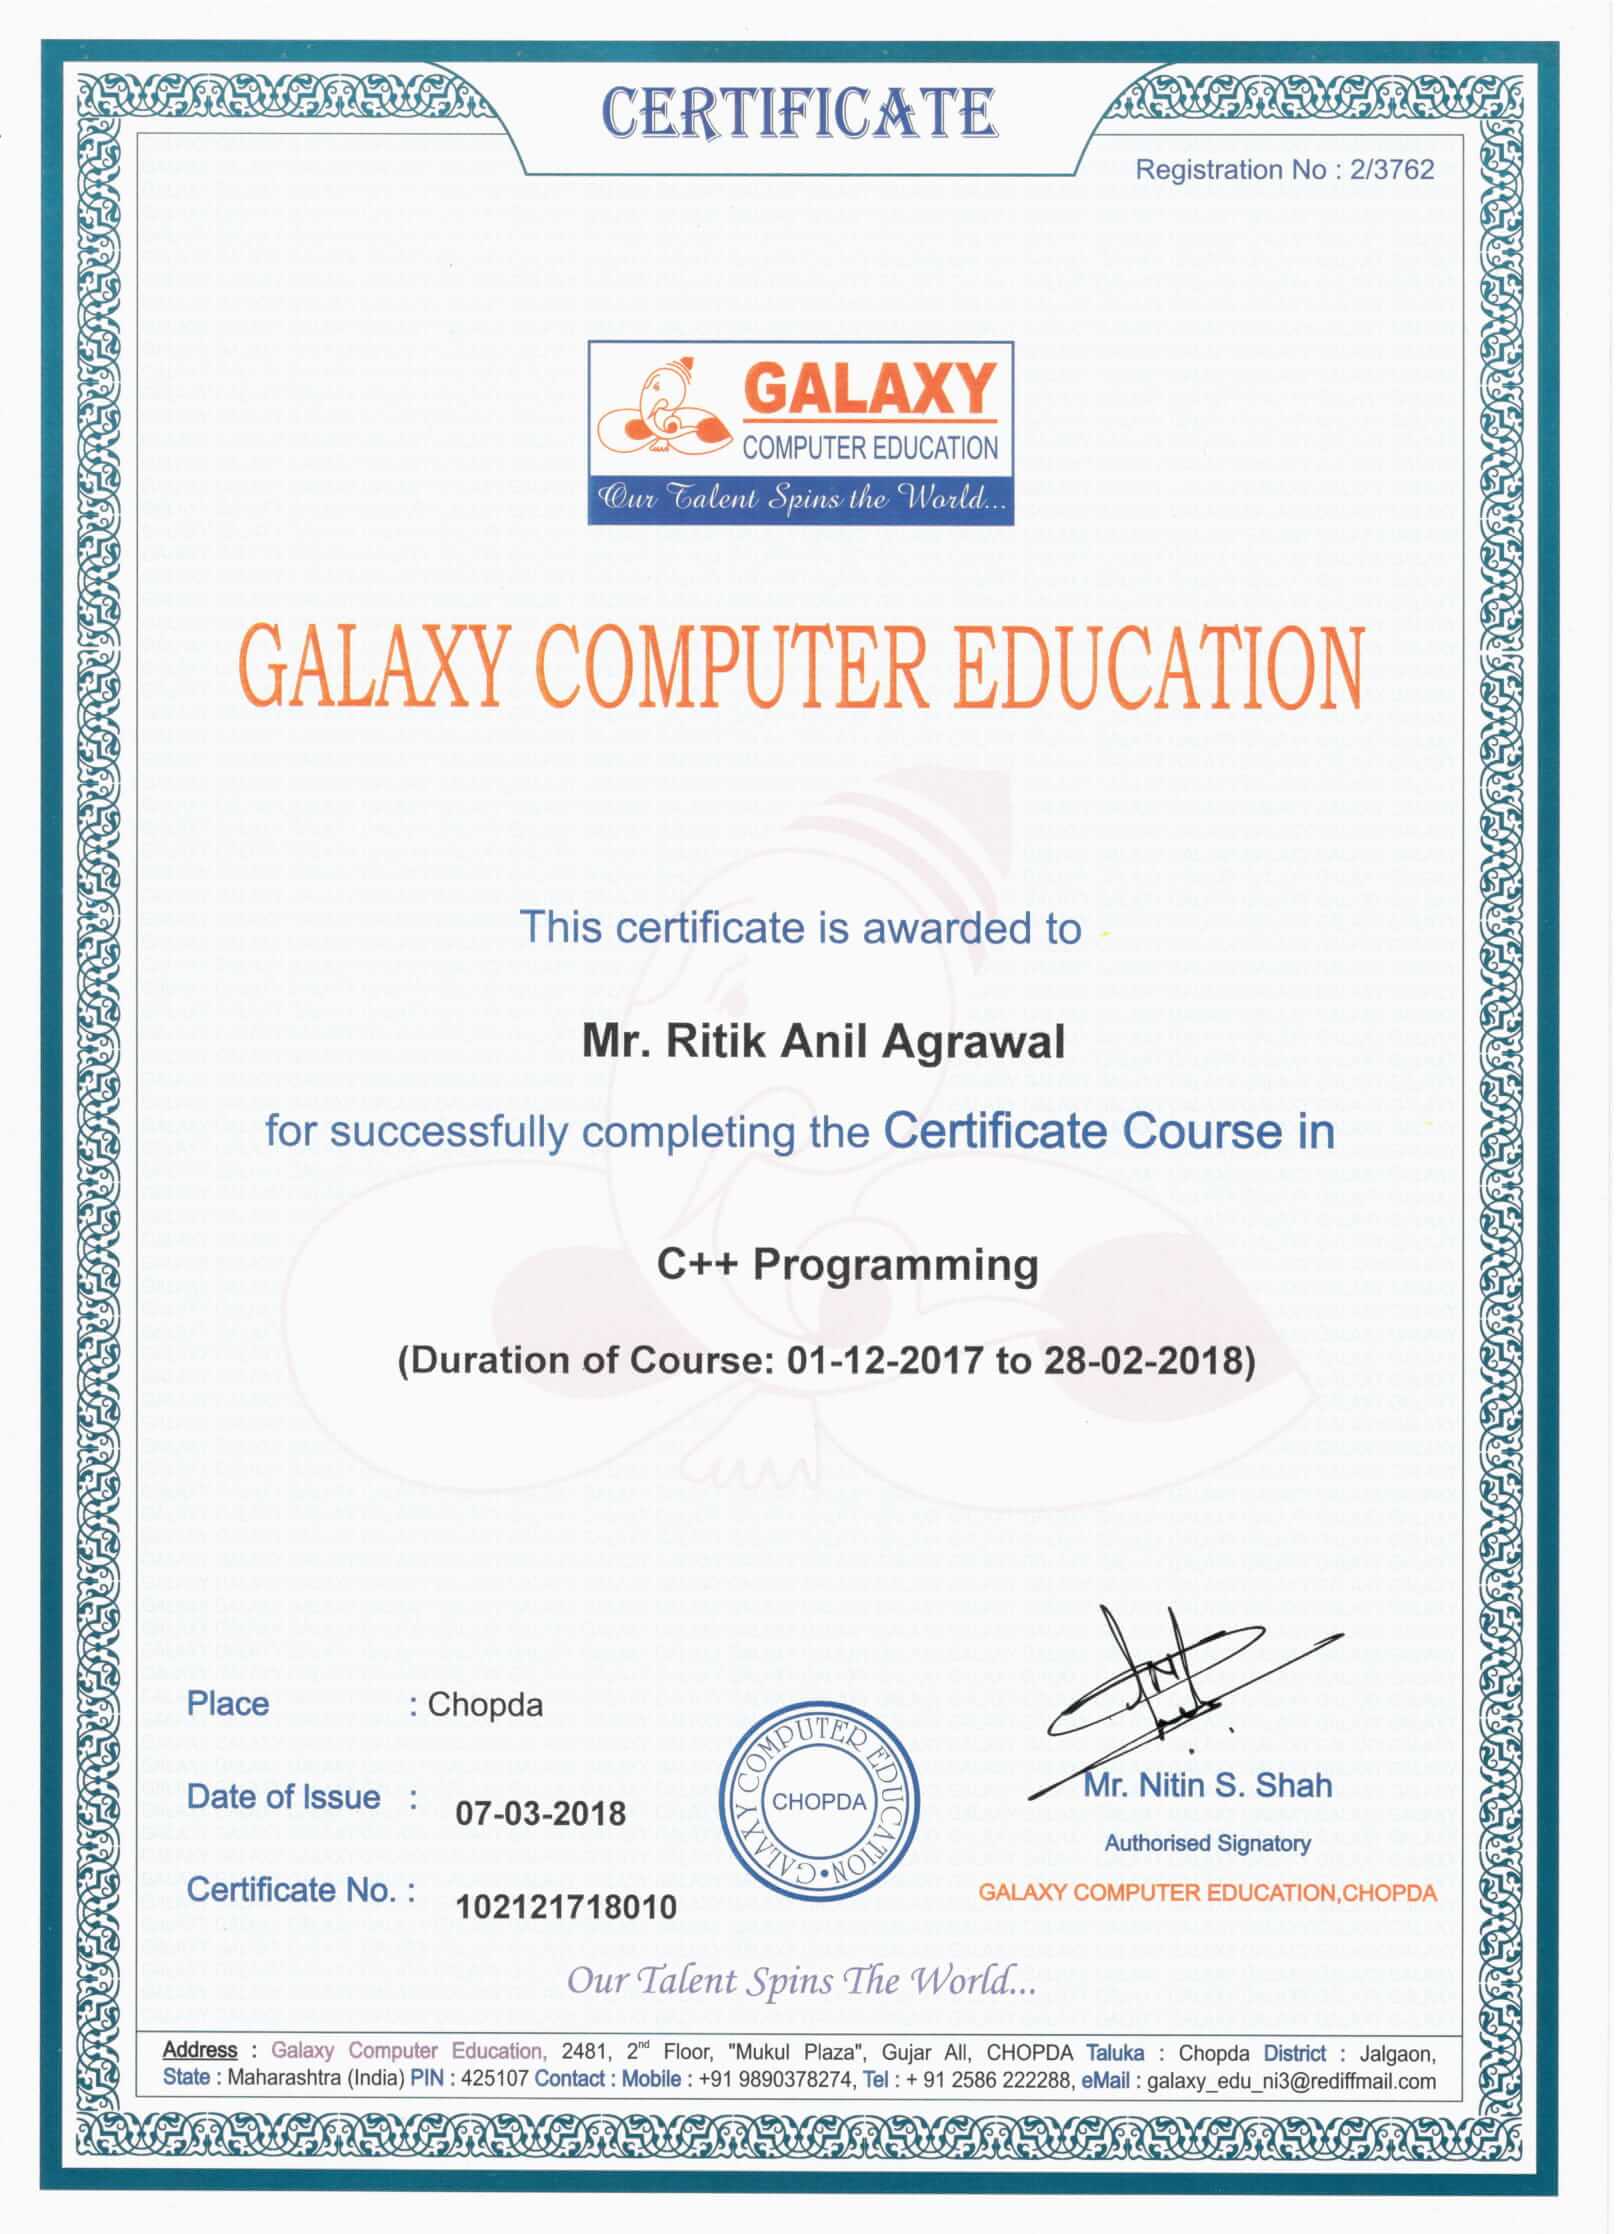 CERTIFICATE
Registration No : 2/3762
GALAXY
COMPUTER EDUCATION
Our Talent Spins the World...
GALAXY COMPUTER EDUCATION
This certificate is awarded to
Mr. Ritik Anil Agrawal
for successfully completing the Certificate Course in
C++ Programming
(Duration of Course: 01-12-2017 to 28-02-2018)
Place : Chopda
Date of Issue : 07-03-2018
Certificate No. : 102121718010
GALAXY COMPUTER EDUCATION
CHOPDA
Mr. Nitin S. Shah
Authorised Signatory
GALAXY COMPUTER EDUCATION,CHOPDA
Our Talent Spins The World...
Address : Galaxy Computer Education, 2481, 2nd Floor, "Mukul Plaza", Gujar All, CHOPDA Taluka : Chopda District : Jalgaon,
State : Maharashtra (India) PIN : 425107 Contact : Mobile : +91 9890378274, Tel : + 91 2586 222288, eMail : galaxy_edu_ni3@rediffmail.com